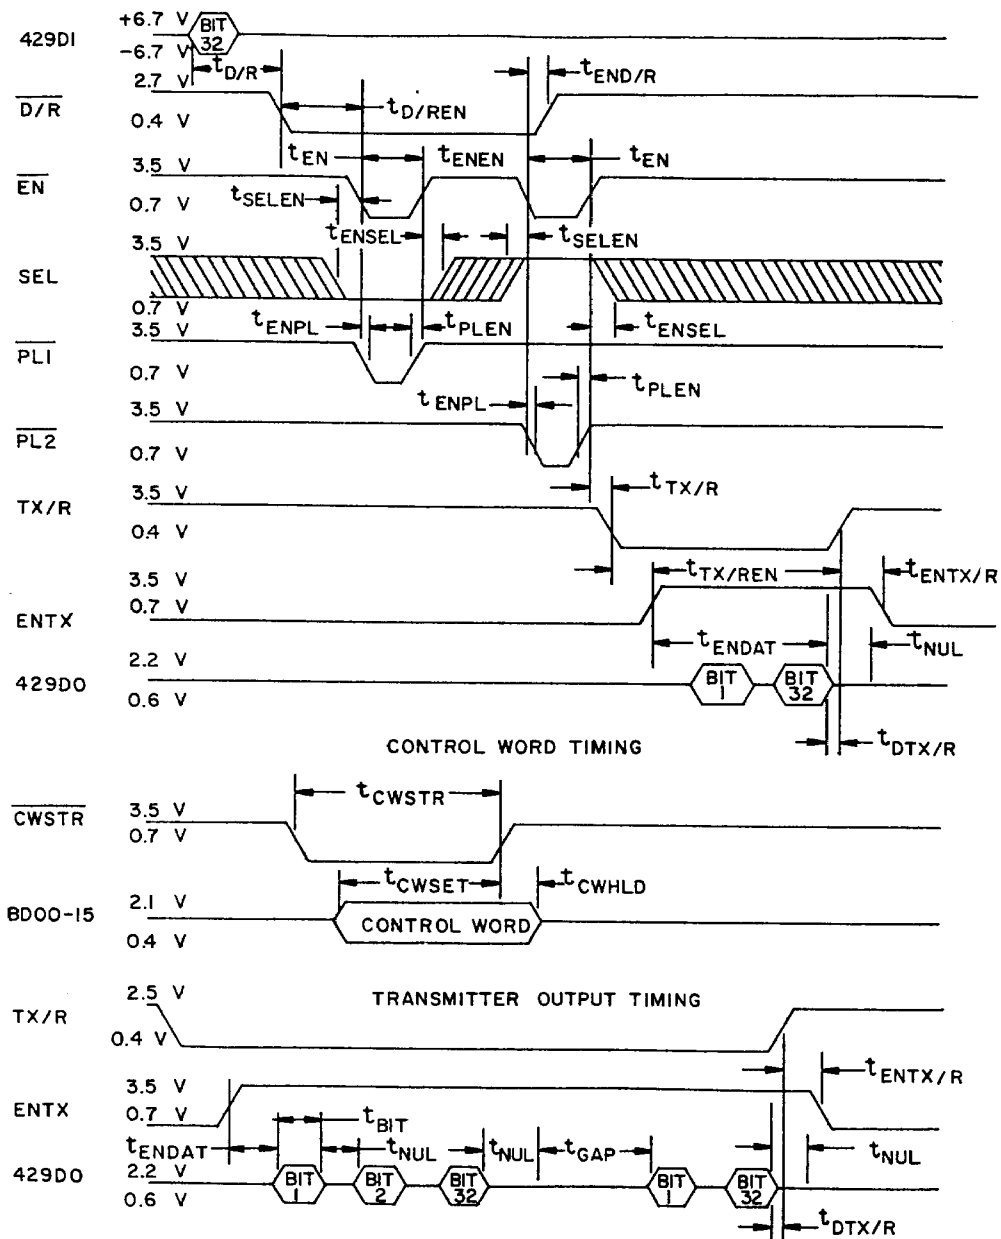 +6.7 V
429DI
BIT 32
-6.7 V
tD/R
tEND/R
2.7 V
D/R
0.4 V
tD/REN
tEN
tENEN
tEN
3.5 V
EN
0.7 V
tSELEN
tENSEL
tSELEN
3.5 V
SEL
0.7 V
tENPL
tPLEN
tENSEL
3.5 V
PL1
0.7 V
tENPL
tPLEN
3.5 V
PL2
0.7 V
tTX/R
3.5 V
TX/R
0.4 V
tTX/REN
tENTX/R
3.5 V
0.7 V
ENTX
tENDAT
tNUL
2.2 V
429DO
0.6 V
BIT 1
BIT 32
tDTX/R
CONTROL WORD TIMING
tCWSTR
3.5 V
CWSTR
0.7 V
tCWSET
tCWHLD
2.1 V
BD00-15
CONTROL WORD
0.4 V
TRANSMITTER OUTPUT TIMING
2.5 V
TX/R
0.4 V
tENTX/R
3.5 V
ENTX
0.7 V
tBIT
tENDAT
tNUL
tNUL
tGAP
tNUL
429DO
2.2 V
0.6 V
BIT 1
BIT 2
BIT 32
BIT 1
BIT 32
tDTX/R